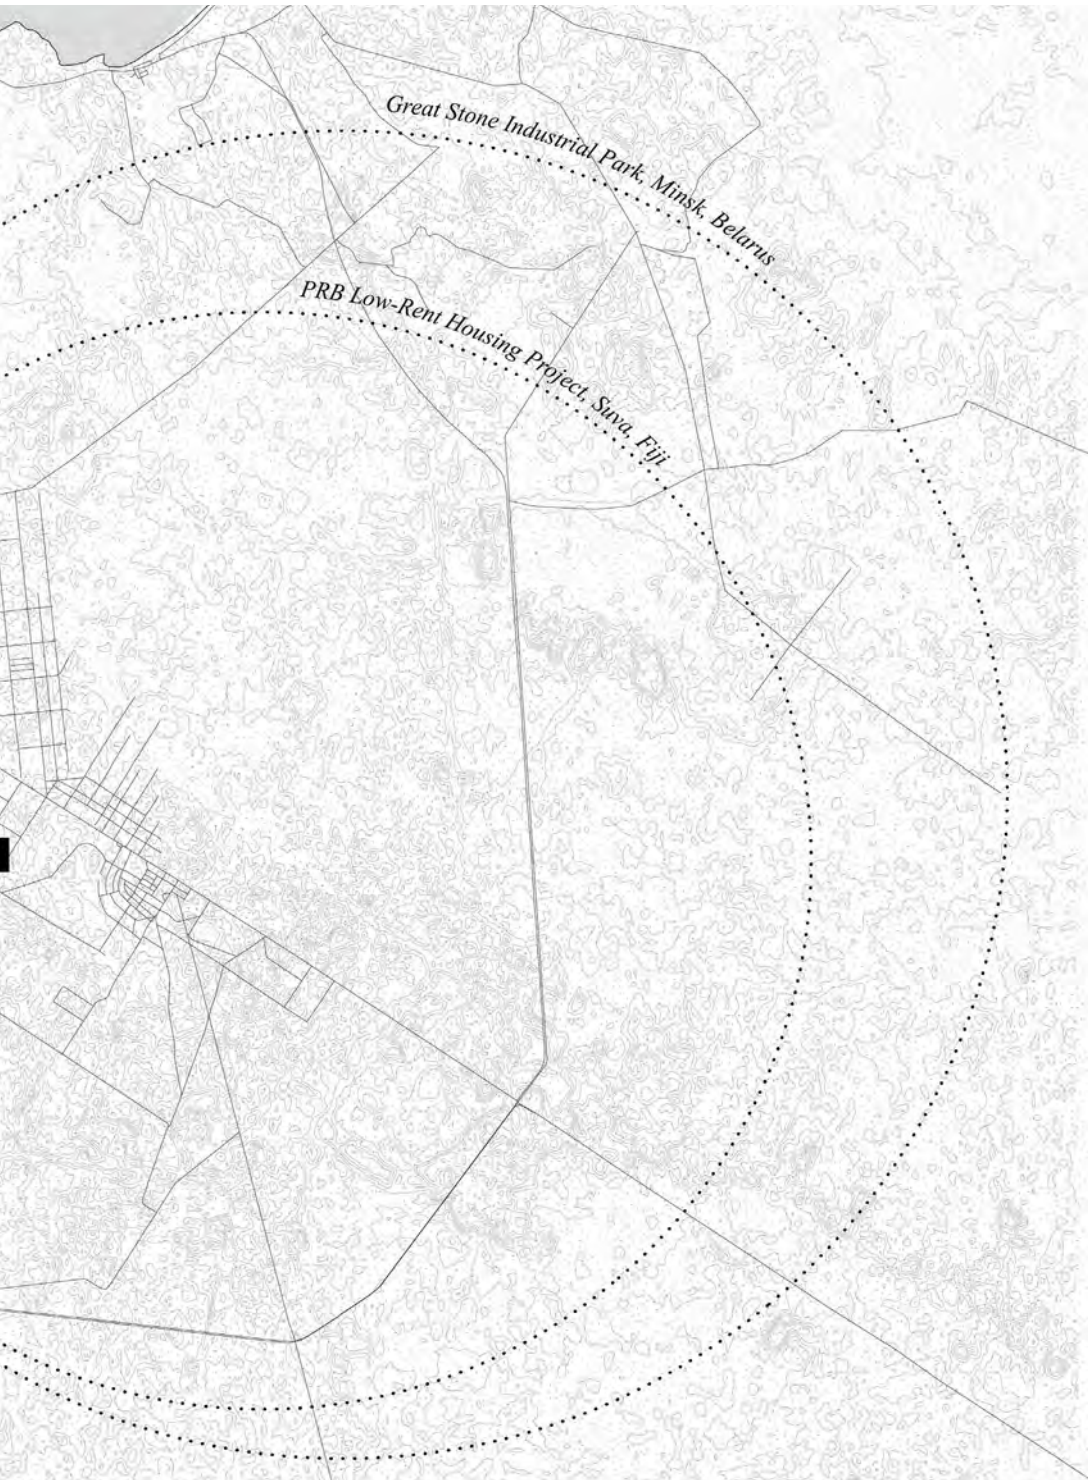 Great Stone Industrial Park, Minsk, Belarus
PRB Low-Rent Housing Project, Suva, Fiji